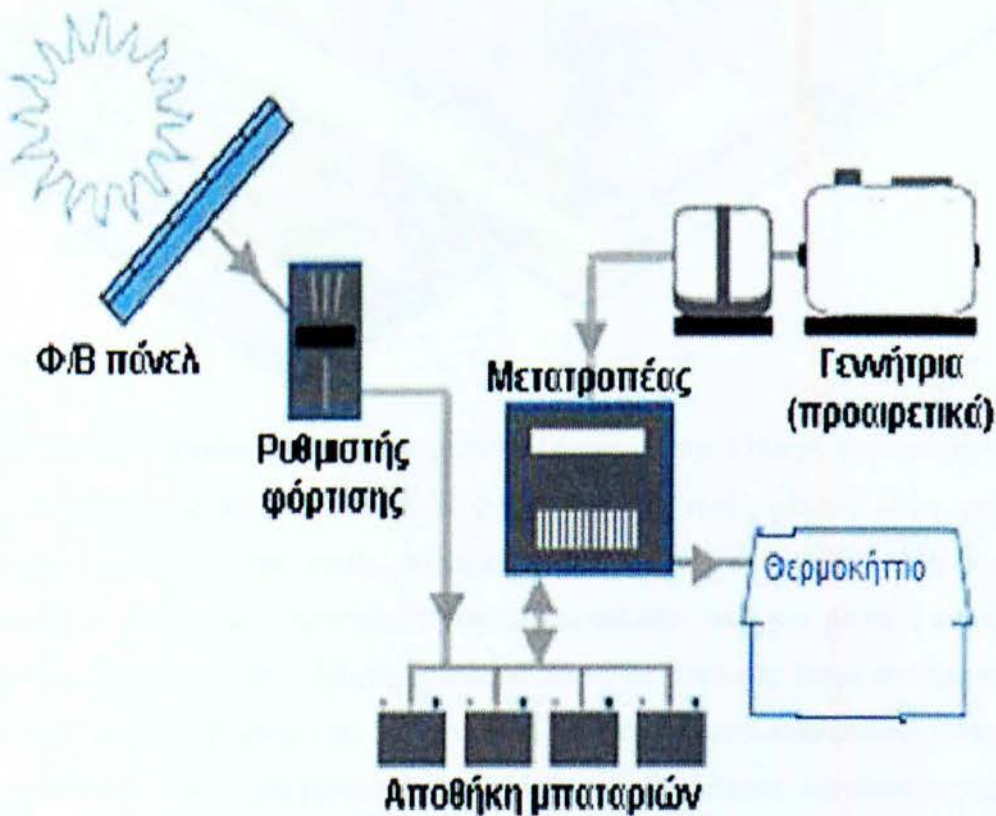 Φ/Β πάνελ
Ρυθμιστής
φόρτισης
Μετατροπέας
Γεννήτρια
(προαιρετικά)
Θερμοκήπιο
Αποθήκη μπαταριών